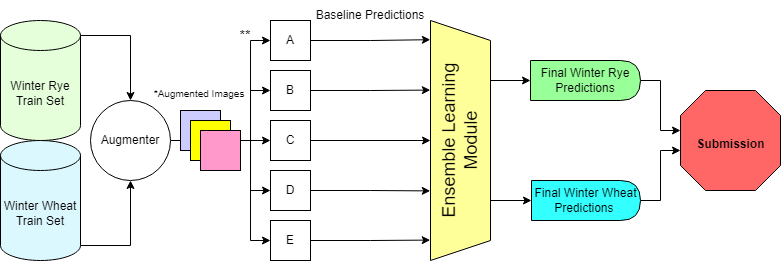 Baseline Predictions
**
Winter Rye
Train Set
*Augmented Images
Augmenter
Winter Wheat
Train Set
A
B
C
D
E
Ensemble Learning
Module
Final Winter Rye
Predictions
Final Winter Wheat
Predictions
Submission